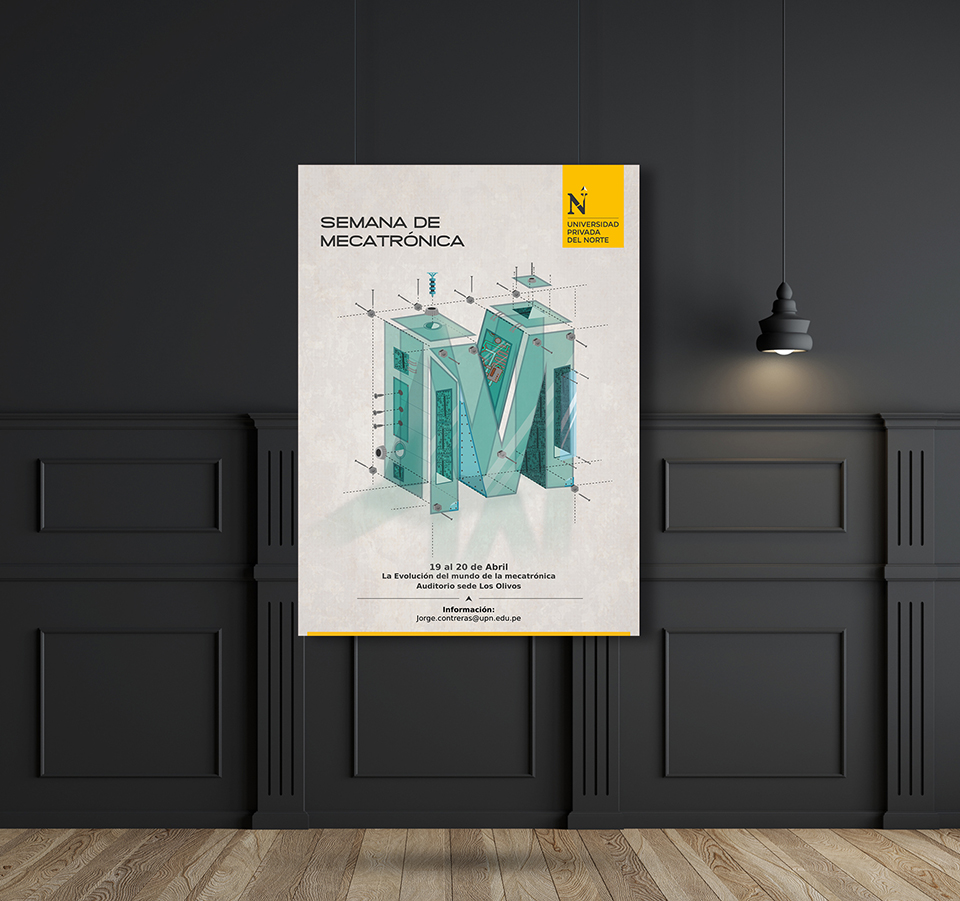 SEMANA DE
MECATRÓNICA
N
UNIVERSIDAD
PRIVADA
DEL NORTE
19 al 20 de Abril
La Evolución del mundo de la mecatrónica
Auditorio sede Los Olivos
Información:
Jorge.contreras@upn.edu.pe